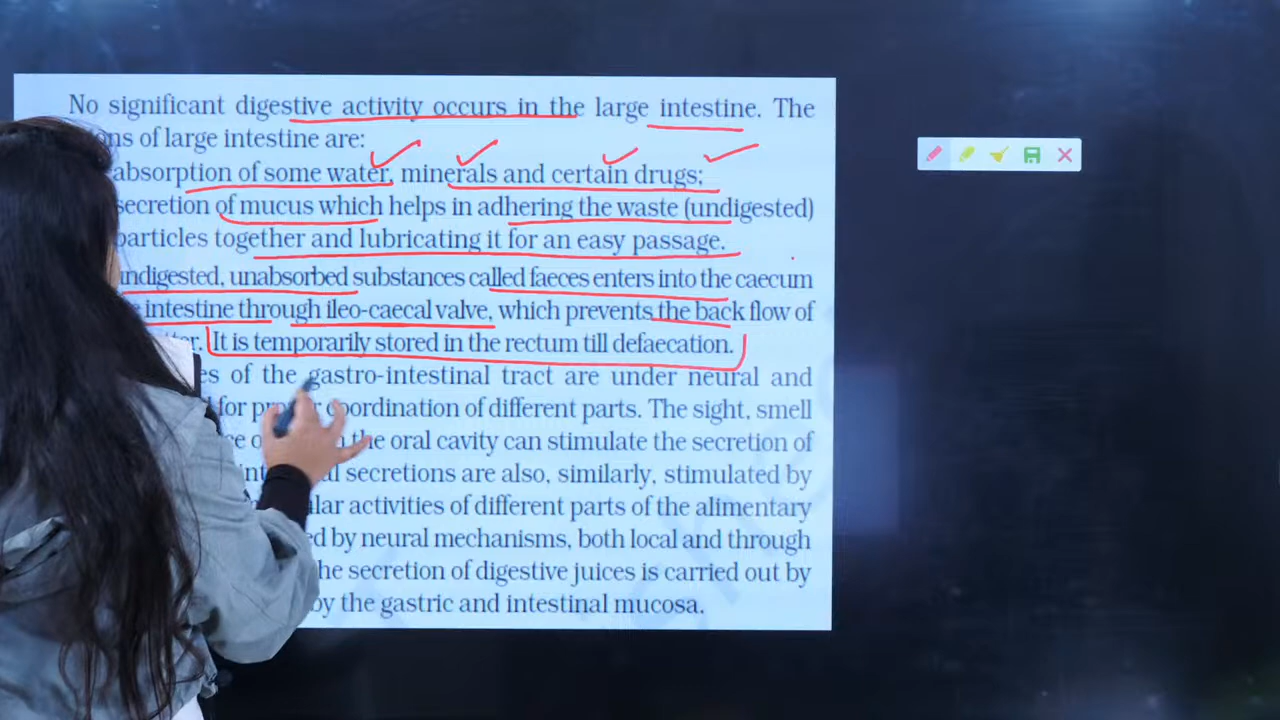 No significant digestive activity occurs in the large intestine. The
of large intestine are:
absorption of some water, minerals and certain drugs;
secretion of mucus which helps in adhering the waste (undigested)
particles together and lubricating it for an easy passage.
undigested, unabsorbed substances called faeces enters into the caecum
intestine through ileo-caecal valve, which prevents the back flow of
It is temporarily stored in the rectum till defaecation.
of the gastro-intestinal tract are under neural and
for coordination of different parts. The sight, smell
the oral cavity can stimulate the secretion of
secretions are also, similarly, stimulated by
activities of different parts of the alimentary
by neural mechanisms, both local and through
the secretion of digestive juices is carried out by
by the gastric and intestinal mucosa.